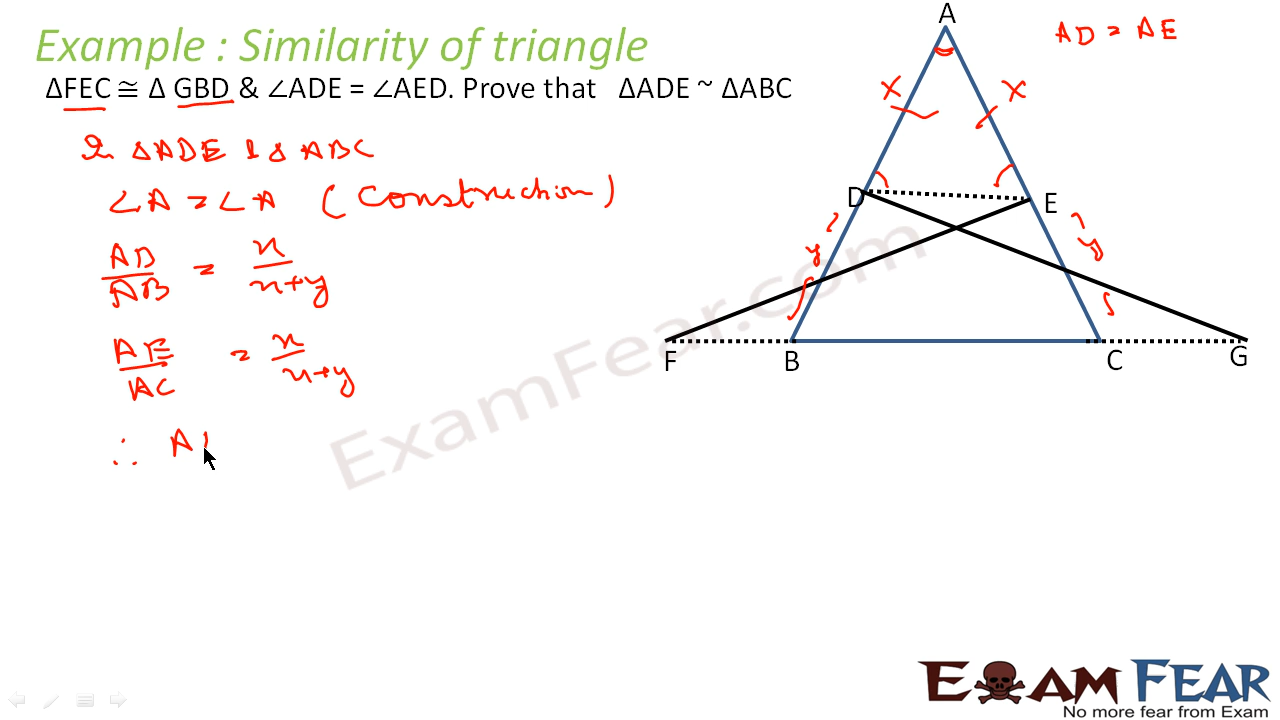 Example : Similarity of triangle
ΔFEC ≅ Δ GBD & ∠ADE = ∠AED. Prove that ΔADE ~ ΔABC
AD = AE
In ΔADE & Δ ABC
∠A = ∠A (Construction)
AD/AB = x/x+y
AE/AC = x/x+y
∴ A
A
x
x
D
E
y
y
F
B
C
G
ExamFear.com
EXAM FEAR
No more fear from Exam